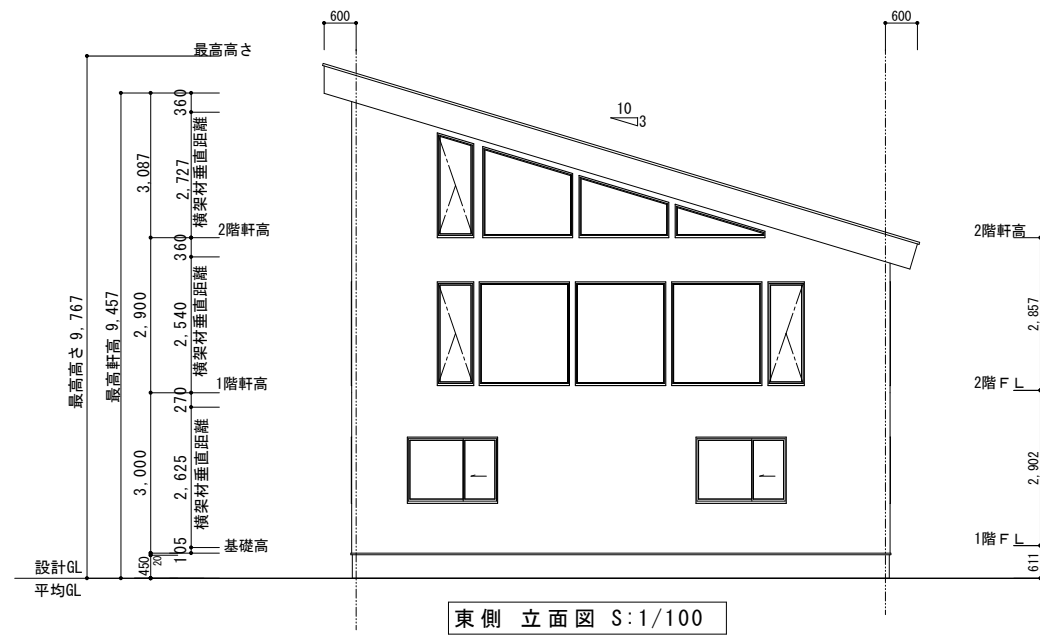 600
600
最高高さ
10
3
360
3,087
2,727
横架材垂直距離
2階軒高
2階軒高
360
最高高さ 9,767
最高軒高 9,457
2,900
2,540
横架材垂直距離
2,857
1階軒高
2階ＦＬ
270
3,000
2,625
横架材垂直距離
2,902
105
基礎高
1階ＦＬ
450
20
611
設計GL
平均GL
東側 立面図 S:1/100